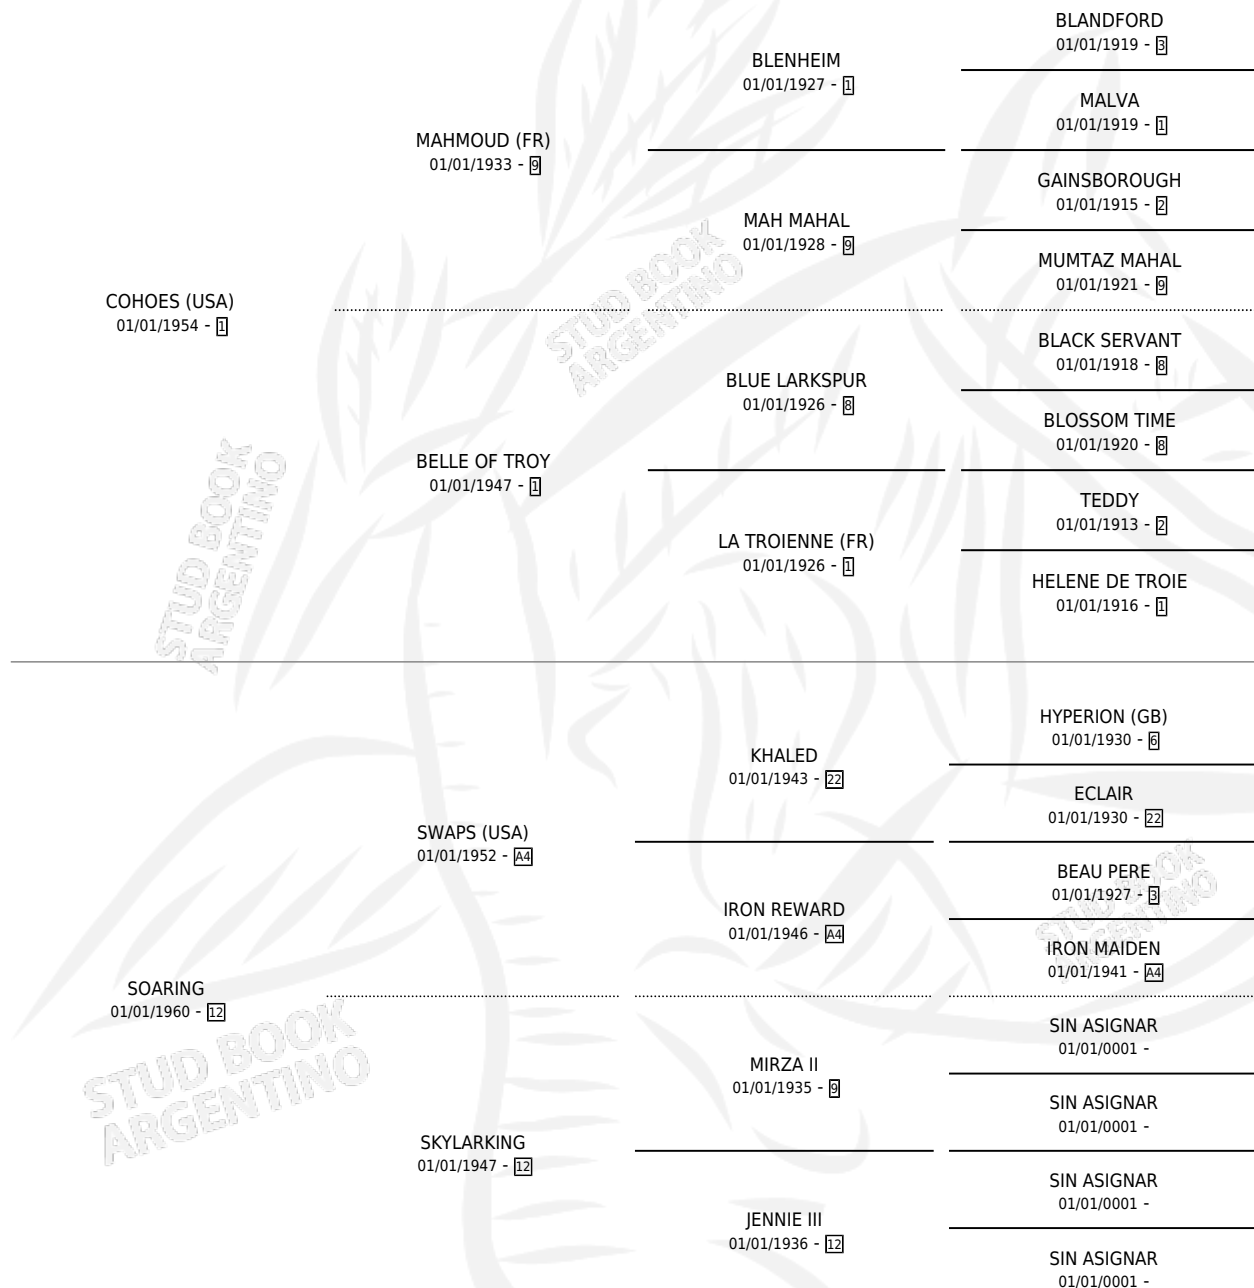 BLANDFORD
01/01/1919 - 3
BLENHEIM
01/01/1927 - 1
MALVA
01/01/1919 - 1
MAHMOUD (FR)
01/01/1933 - 9
GAINSBOROUGH
01/01/1915 - 2
MAH MAHAL
01/01/1928 - 9
MUMTAZ MAHAL
01/01/1921 - 9
COHOES (USA)
01/01/1954 - 1
BLACK SERVANT
01/01/1918 - 8
BLUE LARKSPUR
01/01/1926 - 8
BLOSSOM TIME
01/01/1920 - 8
BELLE OF TROY
01/01/1947 - 1
TEDDY
01/01/1913 - 2
LA TROIENNE (FR)
01/01/1926 - 1
HELENE DE TROIE
01/01/1916 - 1
HYPERION (GB)
01/01/1930 - 6
KHALED
01/01/1943 - 22
ECLAIR
01/01/1930 - 22
SWAPS (USA)
01/01/1952 - A4
BEAU PERE
01/01/1927 - 3
IRON REWARD
01/01/1946 - A4
IRON MAIDEN
01/01/1941 - A4
SOARING
01/01/1960 - 12
SIN ASIGNAR
01/01/0001 -
MIRZA II
01/01/1935 - 9
SIN ASIGNAR
01/01/0001 -
SKYLARKING
01/01/1947 - 12
SIN ASIGNAR
01/01/0001 -
JENNIE III
01/01/1936 - 12
SIN ASIGNAR
01/01/0001 -
STUD BOOK
ARGENTINO
STUD BOOK
ARGENTINO
STUD BOOK
ARGENTINO
STUD BOOK
ARGENTINO